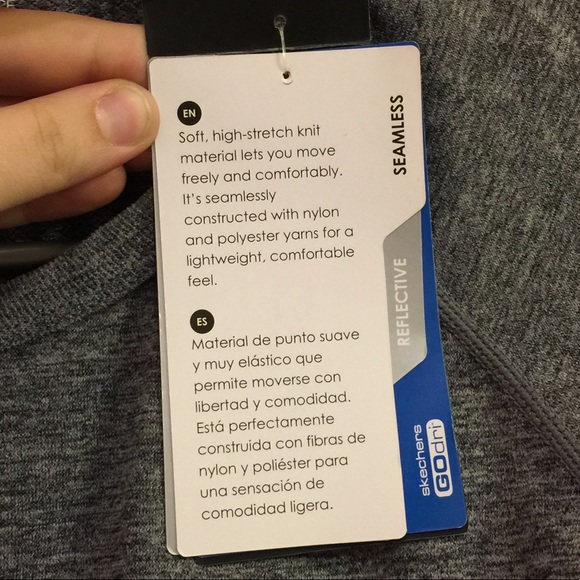 EN
Soft, high-stretch knit
material lets you move
freely and comfortably.
It's seamlessly
constructed with nylon
and polyester yarns for a
lightweight, comfortable
feel.
ES
Material de punto suave
y muy elástico que
permite moverse con
libertad y comodidad.
Está perfectamente
construida con fibras de
nylon y poliéster para
una sensación de
comodidad ligera.
SEAMLESS
REFLECTIVE
skechers
GOdri